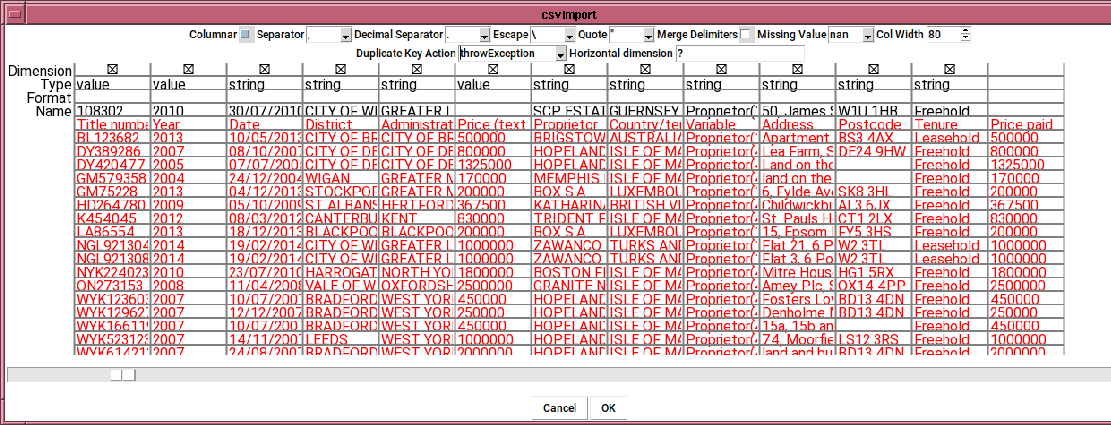 csvImport
Columnar Separator , Decimal Separator . Escape \ Quote " Merge Delimiters Missing Value nan Col Width 80
Duplicate Key Action throwException Horizontal dimension ?
Dimension
Type value value string string string value string string string string string string
Format
Name 108302 2010 30/07/2010 CITY OF WI GREATER L SCP ESTAT GUERNSEY Proprietor( 50, James S W1U 1HB Freehold
Title numbe Year Date District Administrat Price (text Proprietor Country/ter Variable Address Postcode Tenure Price paid
BL123682 2013 10/05/2013 CITY OF BR CITY OF BR 500000 BRIGSTOW AUSTRALIA Proprietor( Apartment BS3 4AX Leasehold 500000
DY389286 2007 08/10/2007 CITY OF DE CITY OF DE 800000 HOPELAND ISLE OF MA Proprietor( Lea Farm, S DE24 9HW Freehold 800000
DY420477 2005 07/07/200 CITY OF DE CITY OF DE 1325000 HOPELAND ISLE OF MA Proprietor( Land on the Freehold 1325000
GM579358 2004 24/12/2004 WIGAN GREATER M 170000 MEMPHIS I ISLE OF MA Proprietor( land on the Freehold 170000
GM75228 2013 04/12/2013 STOCKPOR GREATER M 200000 BOX S.A LUXEMBOU Proprietor( 6, Fylde Av SK8 3HL Freehold 200000
HD264780 2009 05/10/2009 ST ALBANS HERTFORD 367500 KATHARINA BRITISH VI Proprietor( Childwickbu AL3 6JX Freehold 367500
K454045 2012 08/03/2012 CANTERBU KENT 830000 TRIDENT F ISLE OF MA Proprietor( St. Pauls H CT1 2LX Freehold 830000
LA86554 2013 18/12/2013 BLACKPOO BLACKPOO 200000 BOX S.A LUXEMBOU Proprietor( 15, Epsom FY5 3HS Freehold 200000
NGL921304 2014 19/02/2014 CITY OF WI GREATER L 1000000 ZAWANCO TURKS AND Proprietor( Flat 21, 6 P W2 3TL Leasehold 1000000
NGL921308 2014 19/02/2014 CITY OF WI GREATER L 1000000 ZAWANCO TURKS AND Proprietor( Flat 3, 6 Po W2 3TL Leasehold 1000000
NYK224023 2010 23/07/2010 HARROGAT NORTH YO 1800000 BOSTON FI ISLE OF MA Proprietor( Vitre Hous HG1 5RX Freehold 1800000
ON273153 2008 11/04/2008 VALE OF W OXFORDSH 2500000 GRANITE N ISLE OF MA Proprietor( Amey Plc, S OX14 4PP Freehold 2500000
WYK123603 2007 10/07/200 BRADFORD WEST YOR 450000 HOPELAND ISLE OF MA Proprietor( Fosters Lo BD13 4DN Freehold 450000
WYK12962 2007 12/12/2007 BRADFORD WEST YOR 250000 HOPELAND ISLE OF MA Proprietor( Denholme BD13 4DN Freehold 250000
WYK16611 2007 10/07/200 BRADFORD WEST YOR 450000 HOPELAND ISLE OF MA Proprietor( 15a, 15b an Freehold 450000
WYK52312 2007 14/11/200 LEEDS WEST YOR 1000000 HOPELAND ISLE OF MA Proprietor( 74, Moorfie LS12 3RS Freehold 1000000
WYK61421 2007 24/08/200 BRADFORD WEST YOR 2000000 HOPELAND ISLE OF MA Proprietor( land and bu BD13 4DN Freehold 2000000
Cancel OK